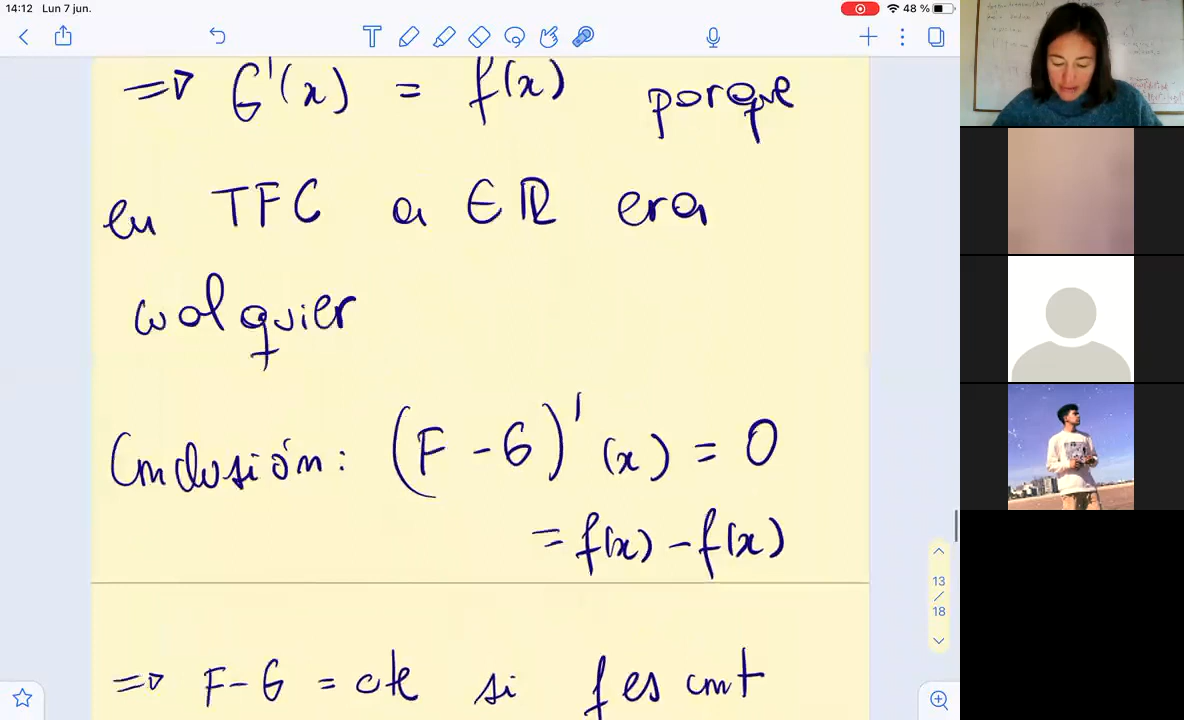 14:12 Lun 7 jun.
48 %
⇒ G'(x) = f(x) porque
en TFC a ∈ ℝ era
cualquier
Conclusión: (F - G)' (x) = 0
= f(x) - f(x)
13
/
18
⇒ F - G = cte si f es cont